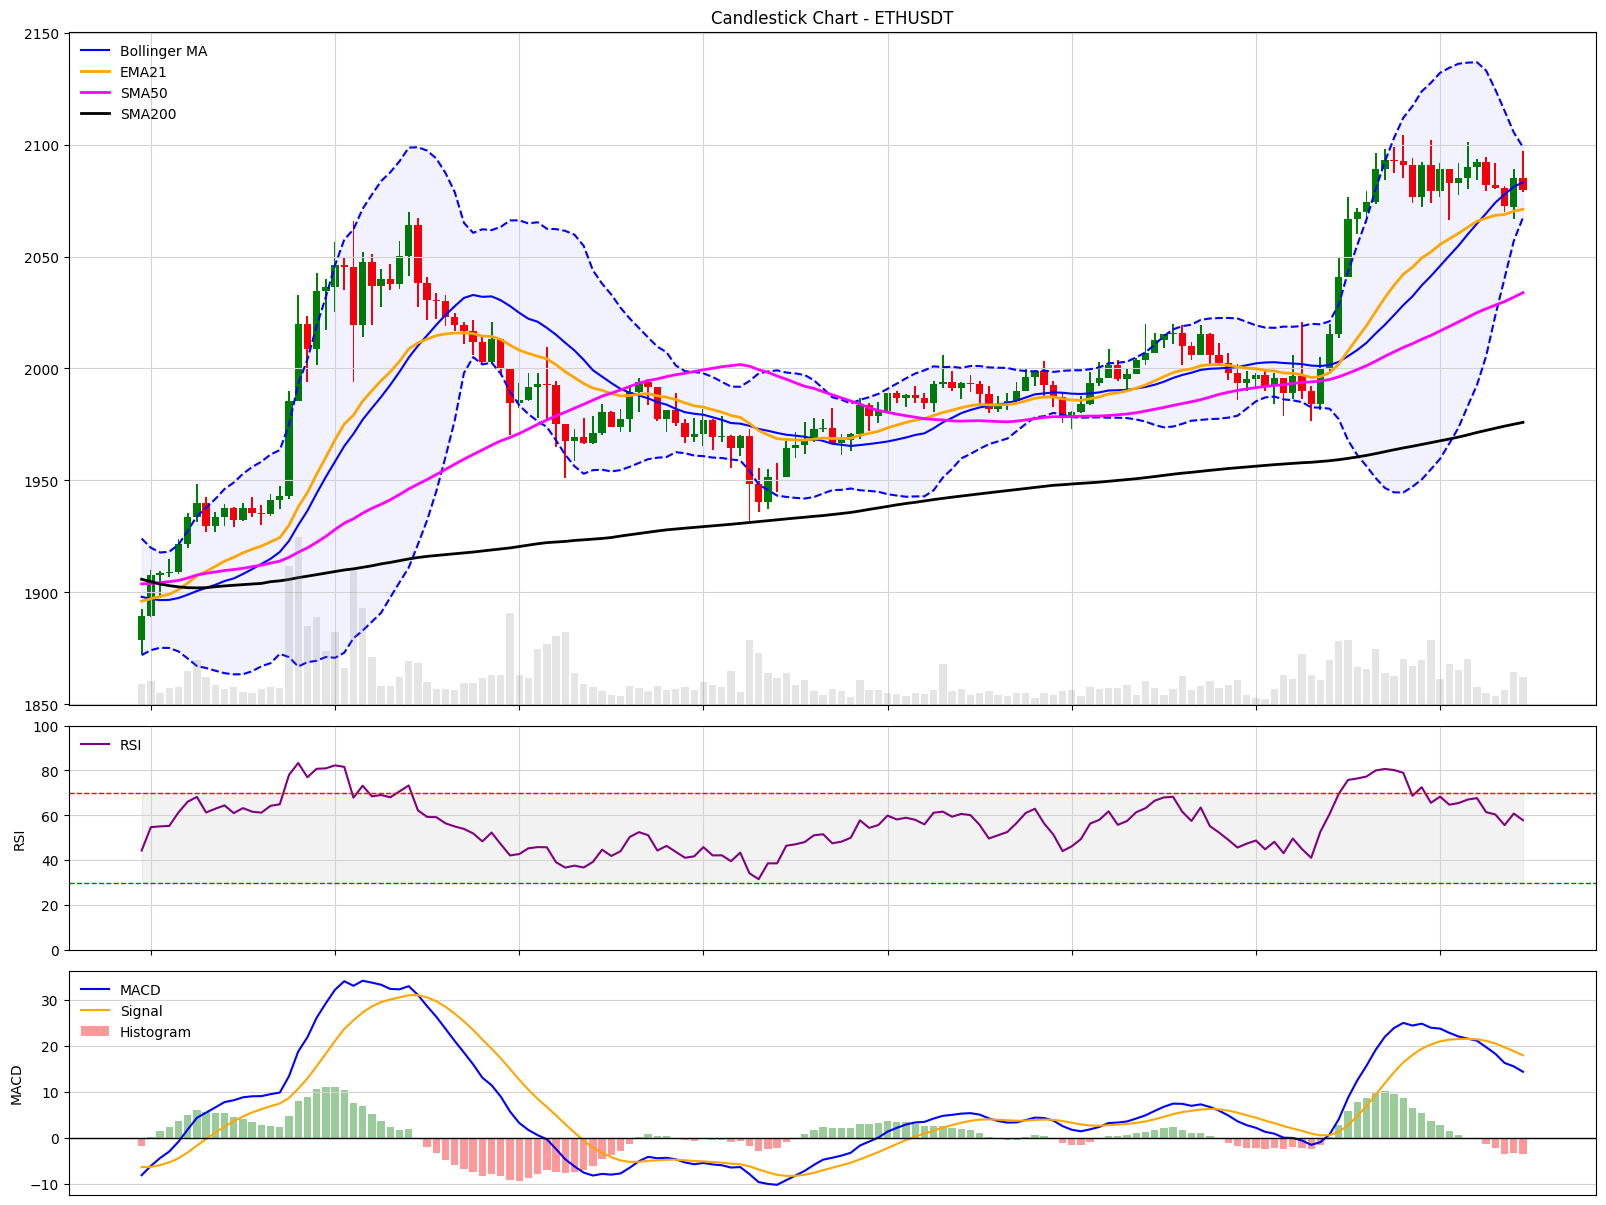 Candlestick Chart - ETHUSDT
2150
2100
2050
2000
1950
1900
1850
Bollinger MA
EMA21
SMA50
SMA200
100
80
60
40
20
0
RSI
RSI
30
20
10
0
−10
MACD
MACD
Signal
Histogram